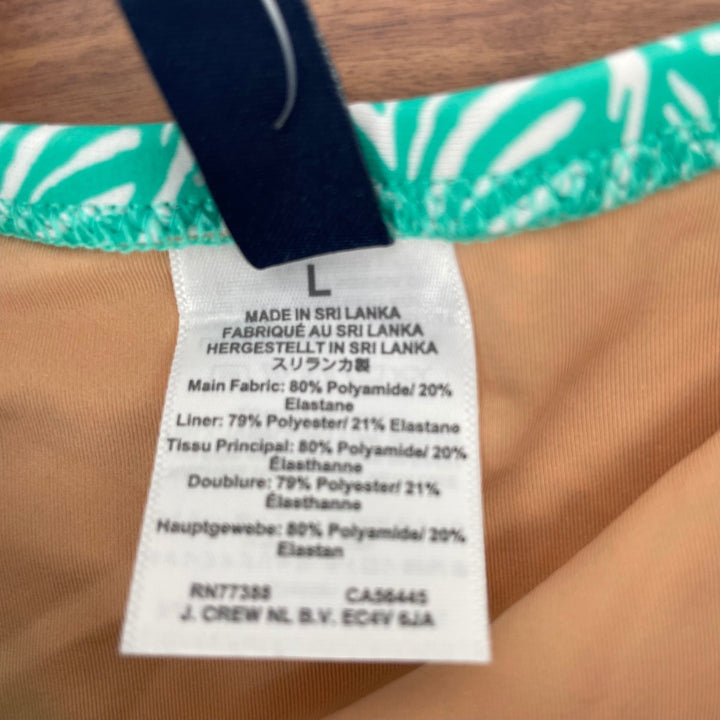 L
MADE IN SRI LANKA
FABRIQUÉ AU SRI LANKA
HERGESTELLT IN SRI LANKA
スリランカ製
Main Fabric: 80% Polyamide/ 20%
Elastane
Liner: 79% Polyester/ 21% Elastane
Tissu Principal: 80% Polyamide/ 20%
Élasthanne
Doublure: 79% Polyester/ 21%
Élasthanne
Hauptgewebe: 80% Polyamide/ 20%
Elastan
RN77388 CA56445
J. CREW NL B.V. EC4V 6JA